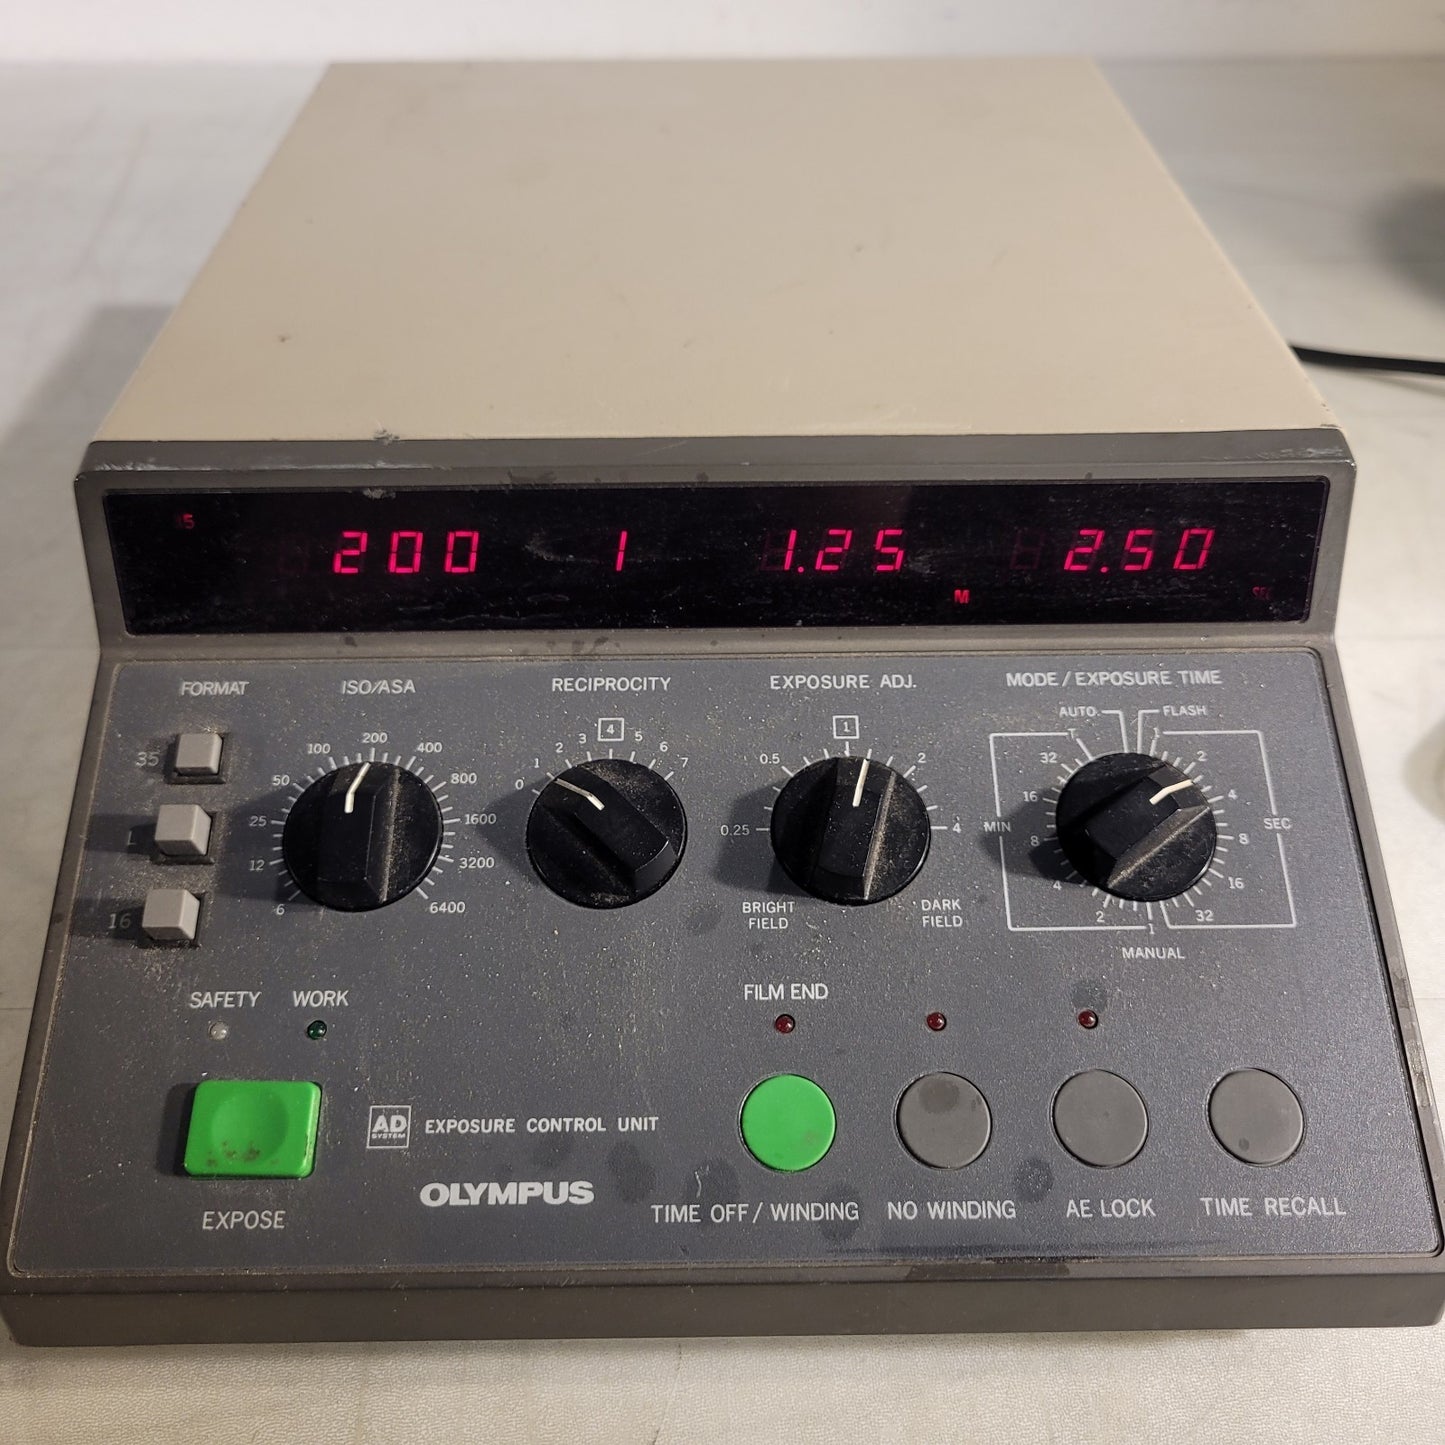 35
200 1 1.25 2.50
M SEC
FORMAT ISO/ASA RECIPROCITY EXPOSURE ADJ. MODE/EXPOSURE TIME
35
L
16
6 12 25 50 100 200 400 800 1600 3200 6400
0 1 2 3 4 5 6 7
0.25 0.5 1 2 4
BRIGHT
FIELD
DARK
FIELD
AUTO FLASH
T 32 16 8 4 2 1
MIN
1 2 4 8 16 32
SEC
MANUAL
SAFETY WORK
FILM END
EXPOSE
AD
SYSTEM
EXPOSURE CONTROL UNIT
OLYMPUS
TIME OFF/WINDING NO WINDING AE LOCK TIME RECALL